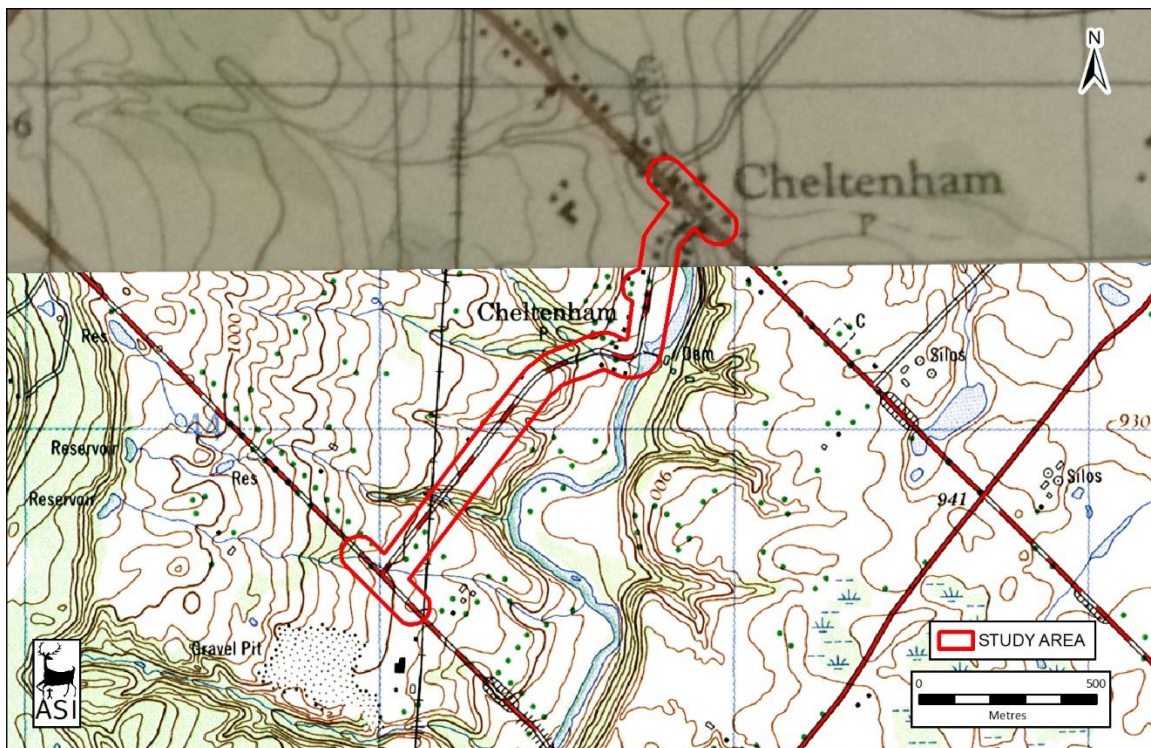 N
6
Cheltenham
P
Cheltenham
P
C
Res
1000
Dam
Silos
44
930
Reservoir
Res
Silos
900
941
Reservoir
Gravel Pit
STUDY AREA
0 500
Metres
ASI